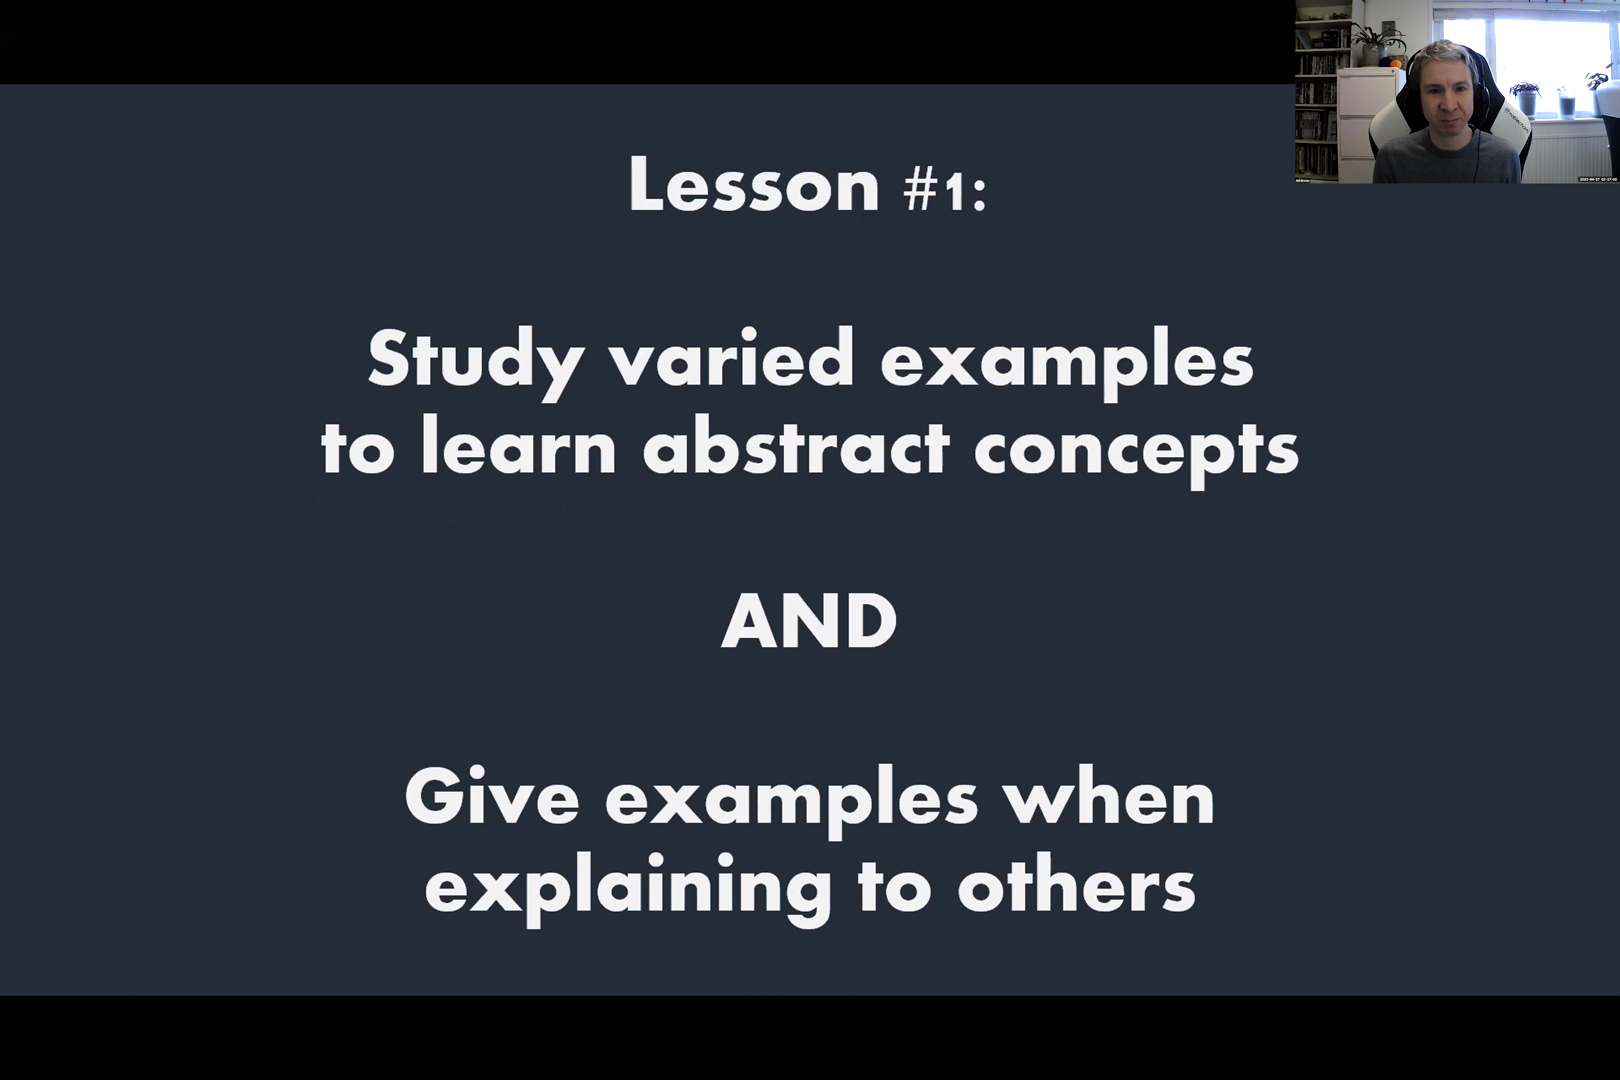 Lesson #1:
Study varied examples
to learn abstract concepts
AND
Give examples when
explaining to others